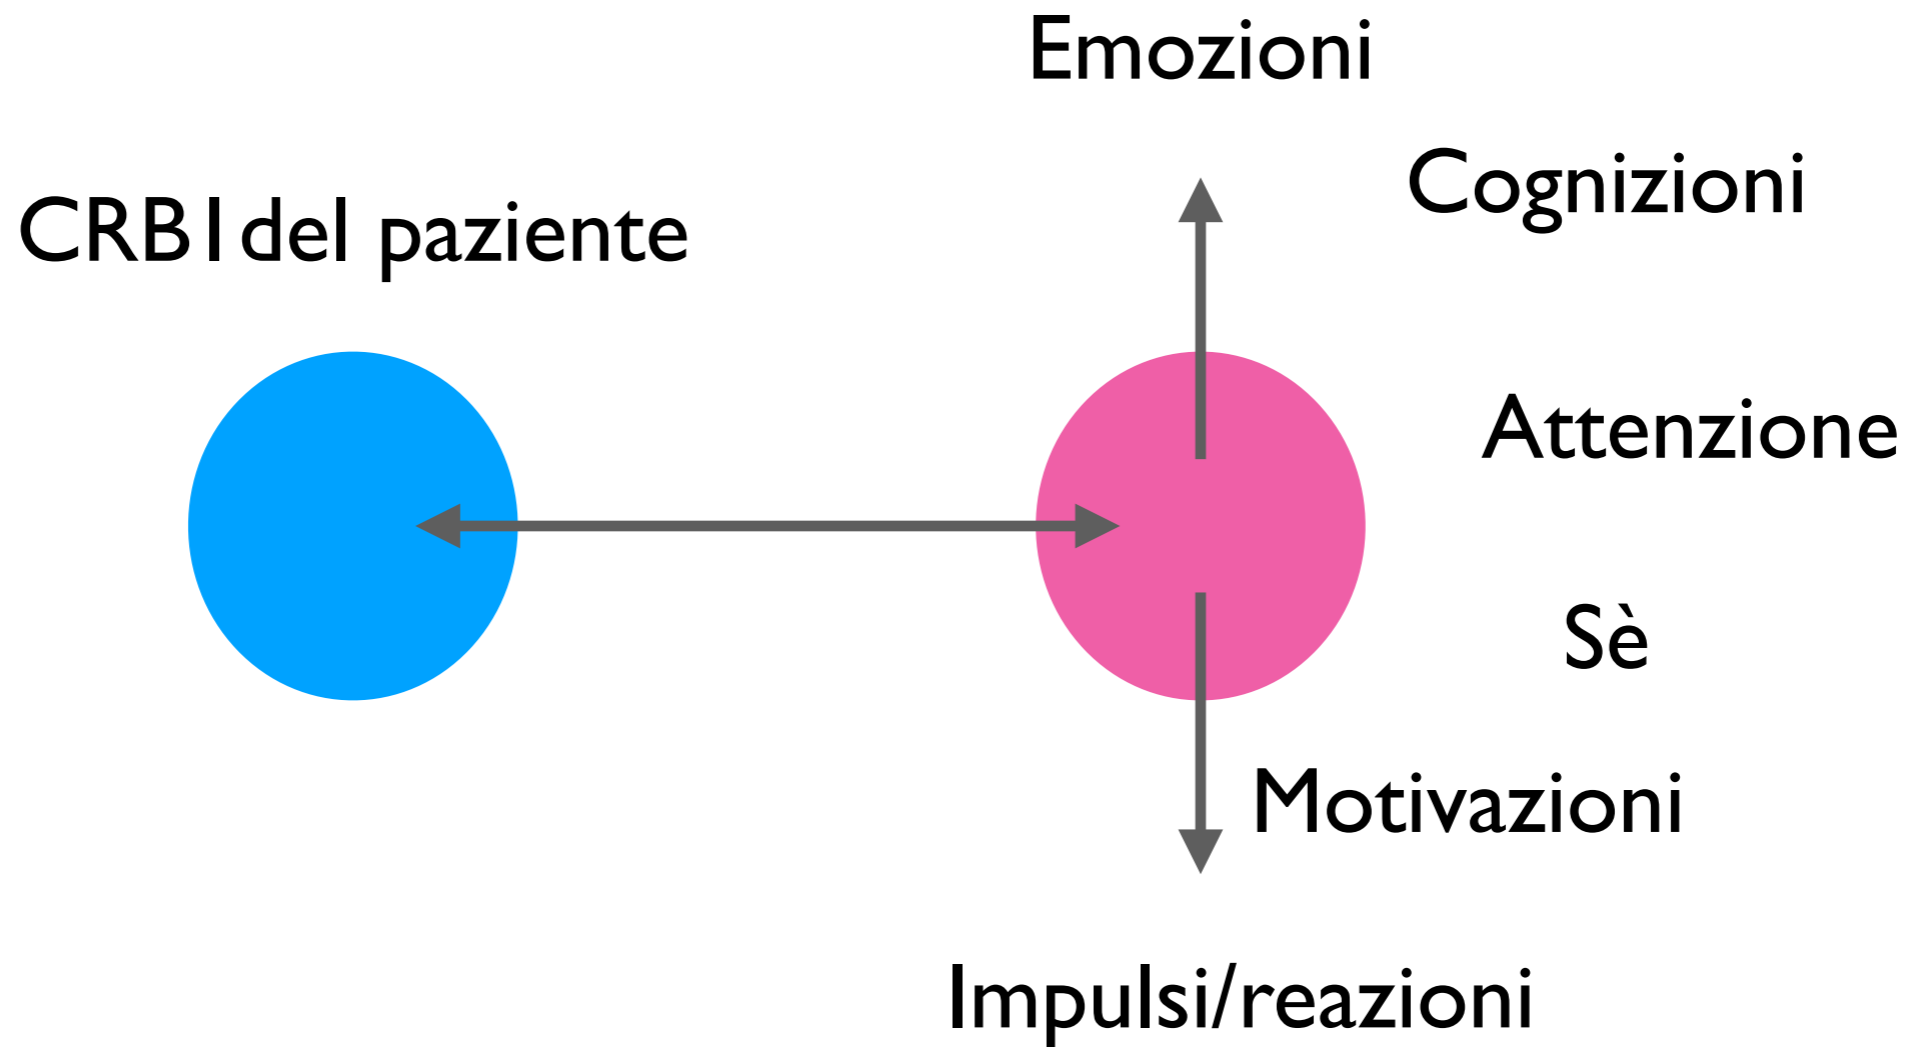 Emozioni
Cognizioni
CRB1del paziente
Attenzione
Sè
Motivazioni
Impulsi/reazioni